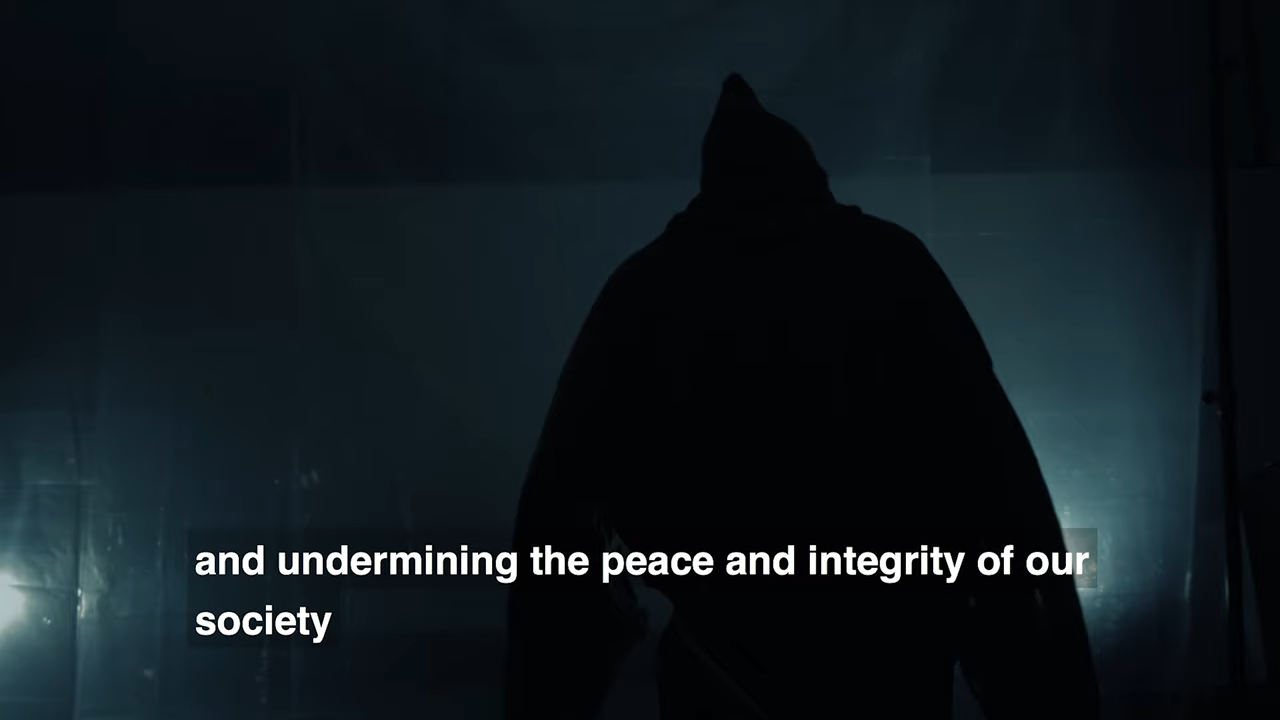 and undermining the peace and integrity of our
society